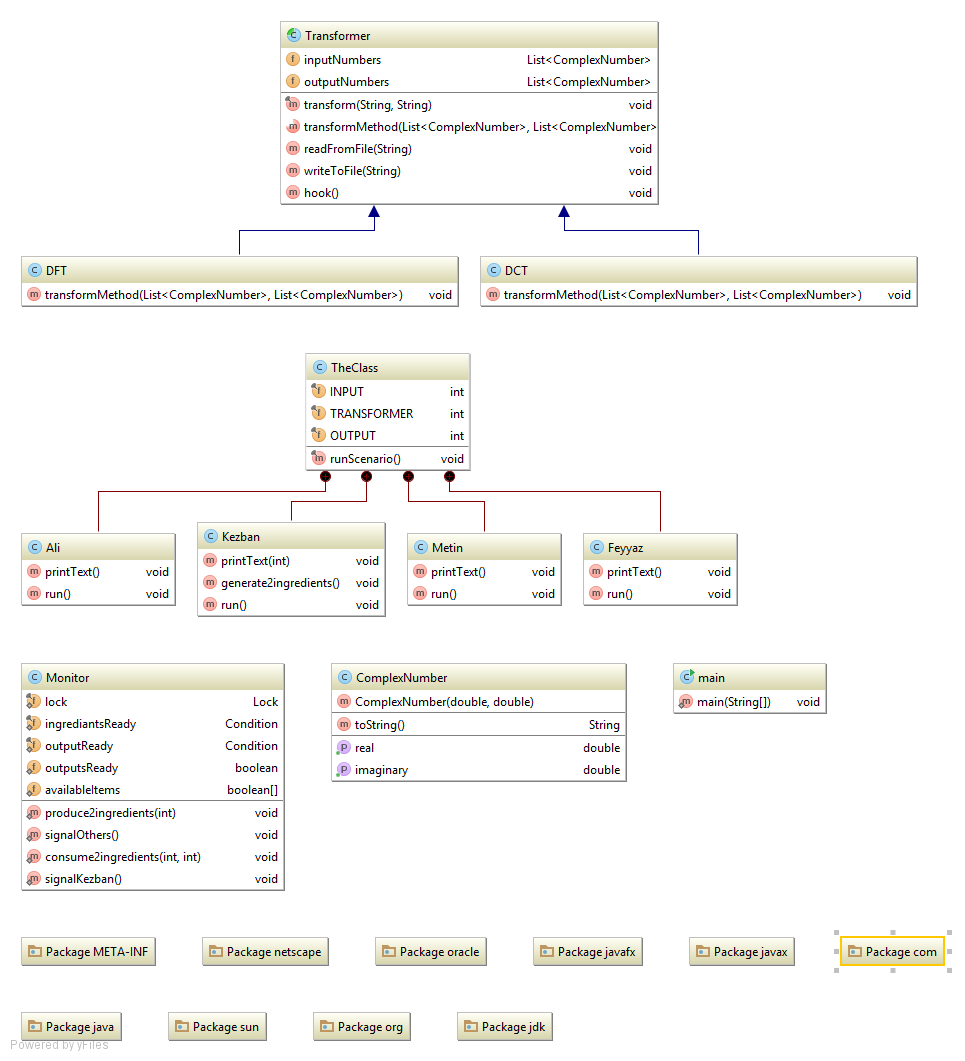 Transformer
inputNumbers List<ComplexNumber>
outputNumbers List<ComplexNumber>
transform(String, String) void
transformMethod(List<ComplexNumber>, List<ComplexNumber>
readFromFile(String) void
writeToFile(String) void
hook() void
DFT
transformMethod(List<ComplexNumber>, List<ComplexNumber>) void
DCT
transformMethod(List<ComplexNumber>, List<ComplexNumber>) void
TheClass
INPUT int
TRANSFORMER int
OUTPUT int
runScenario() void
Ali
printText() void
run() void
Kezban
printText(int) void
generate2ingredients() void
run() void
Metin
printText() void
run() void
Feyyaz
printText() void
run() void
Monitor
lock Lock
ingrediantsReady Condition
outputReady Condition
outputsReady boolean
availableItems boolean[]
produce2ingredients(int) void
signalOthers() void
consume2ingredients(int, int) void
signalKezban() void
ComplexNumber
ComplexNumber(double, double)
toString() String
real double
imaginary double
main
main(String[]) void
Package META-INF
Package netscape
Package oracle
Package javafx
Package javax
Package com
Package java
Package sun
Package org
Package jdk
Powered by yFiles